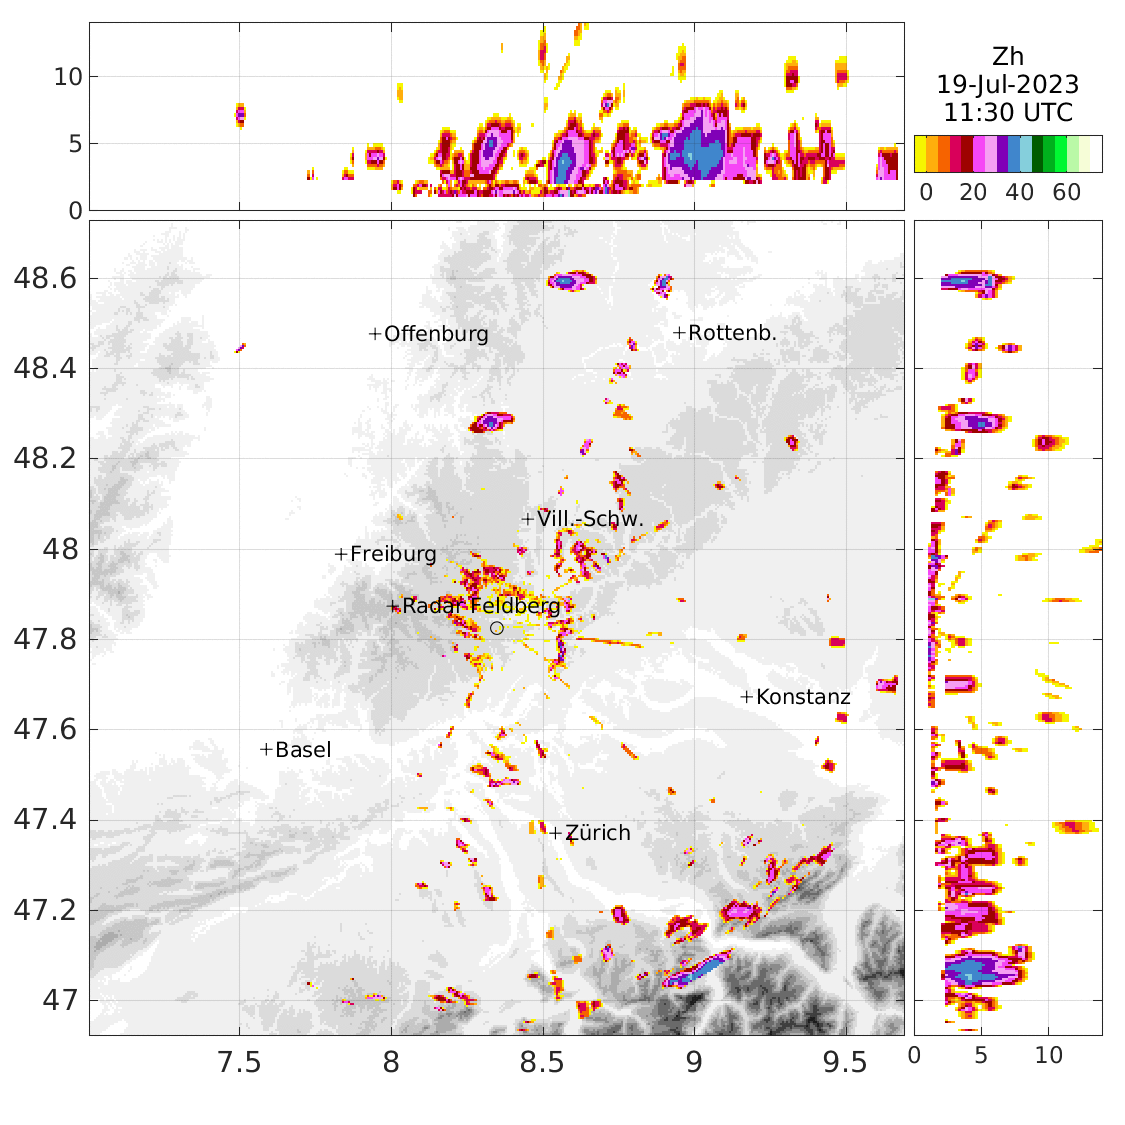 Zh
19-Jul-2023
11:30 UTC
0 20 40 60
10
5
0
48.6
48.4
48.2
48
47.8
47.6
47.4
47.2
47
+Offenburg
+Rottenb.
+Vill.-Schw.
+Freiburg
+Radar Feldberg
+Konstanz
+Basel
+Zürich
7.5 8 8.5 9 9.5
0 5 10